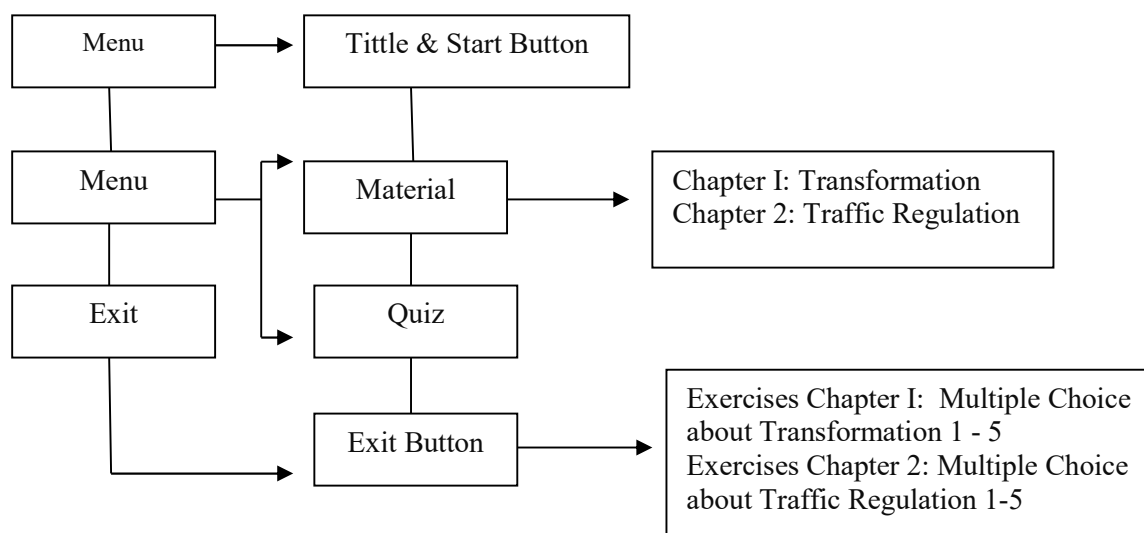 Menu
Tittle & Start Button
Menu
Material
Chapter I: Transformation
Chapter 2: Traffic Regulation
Exit
Quiz
Exit Button
Exercises Chapter I:  Multiple Choice
about Transformation 1 - 5
Exercises Chapter 2: Multiple Choice
about Traffic Regulation 1-5